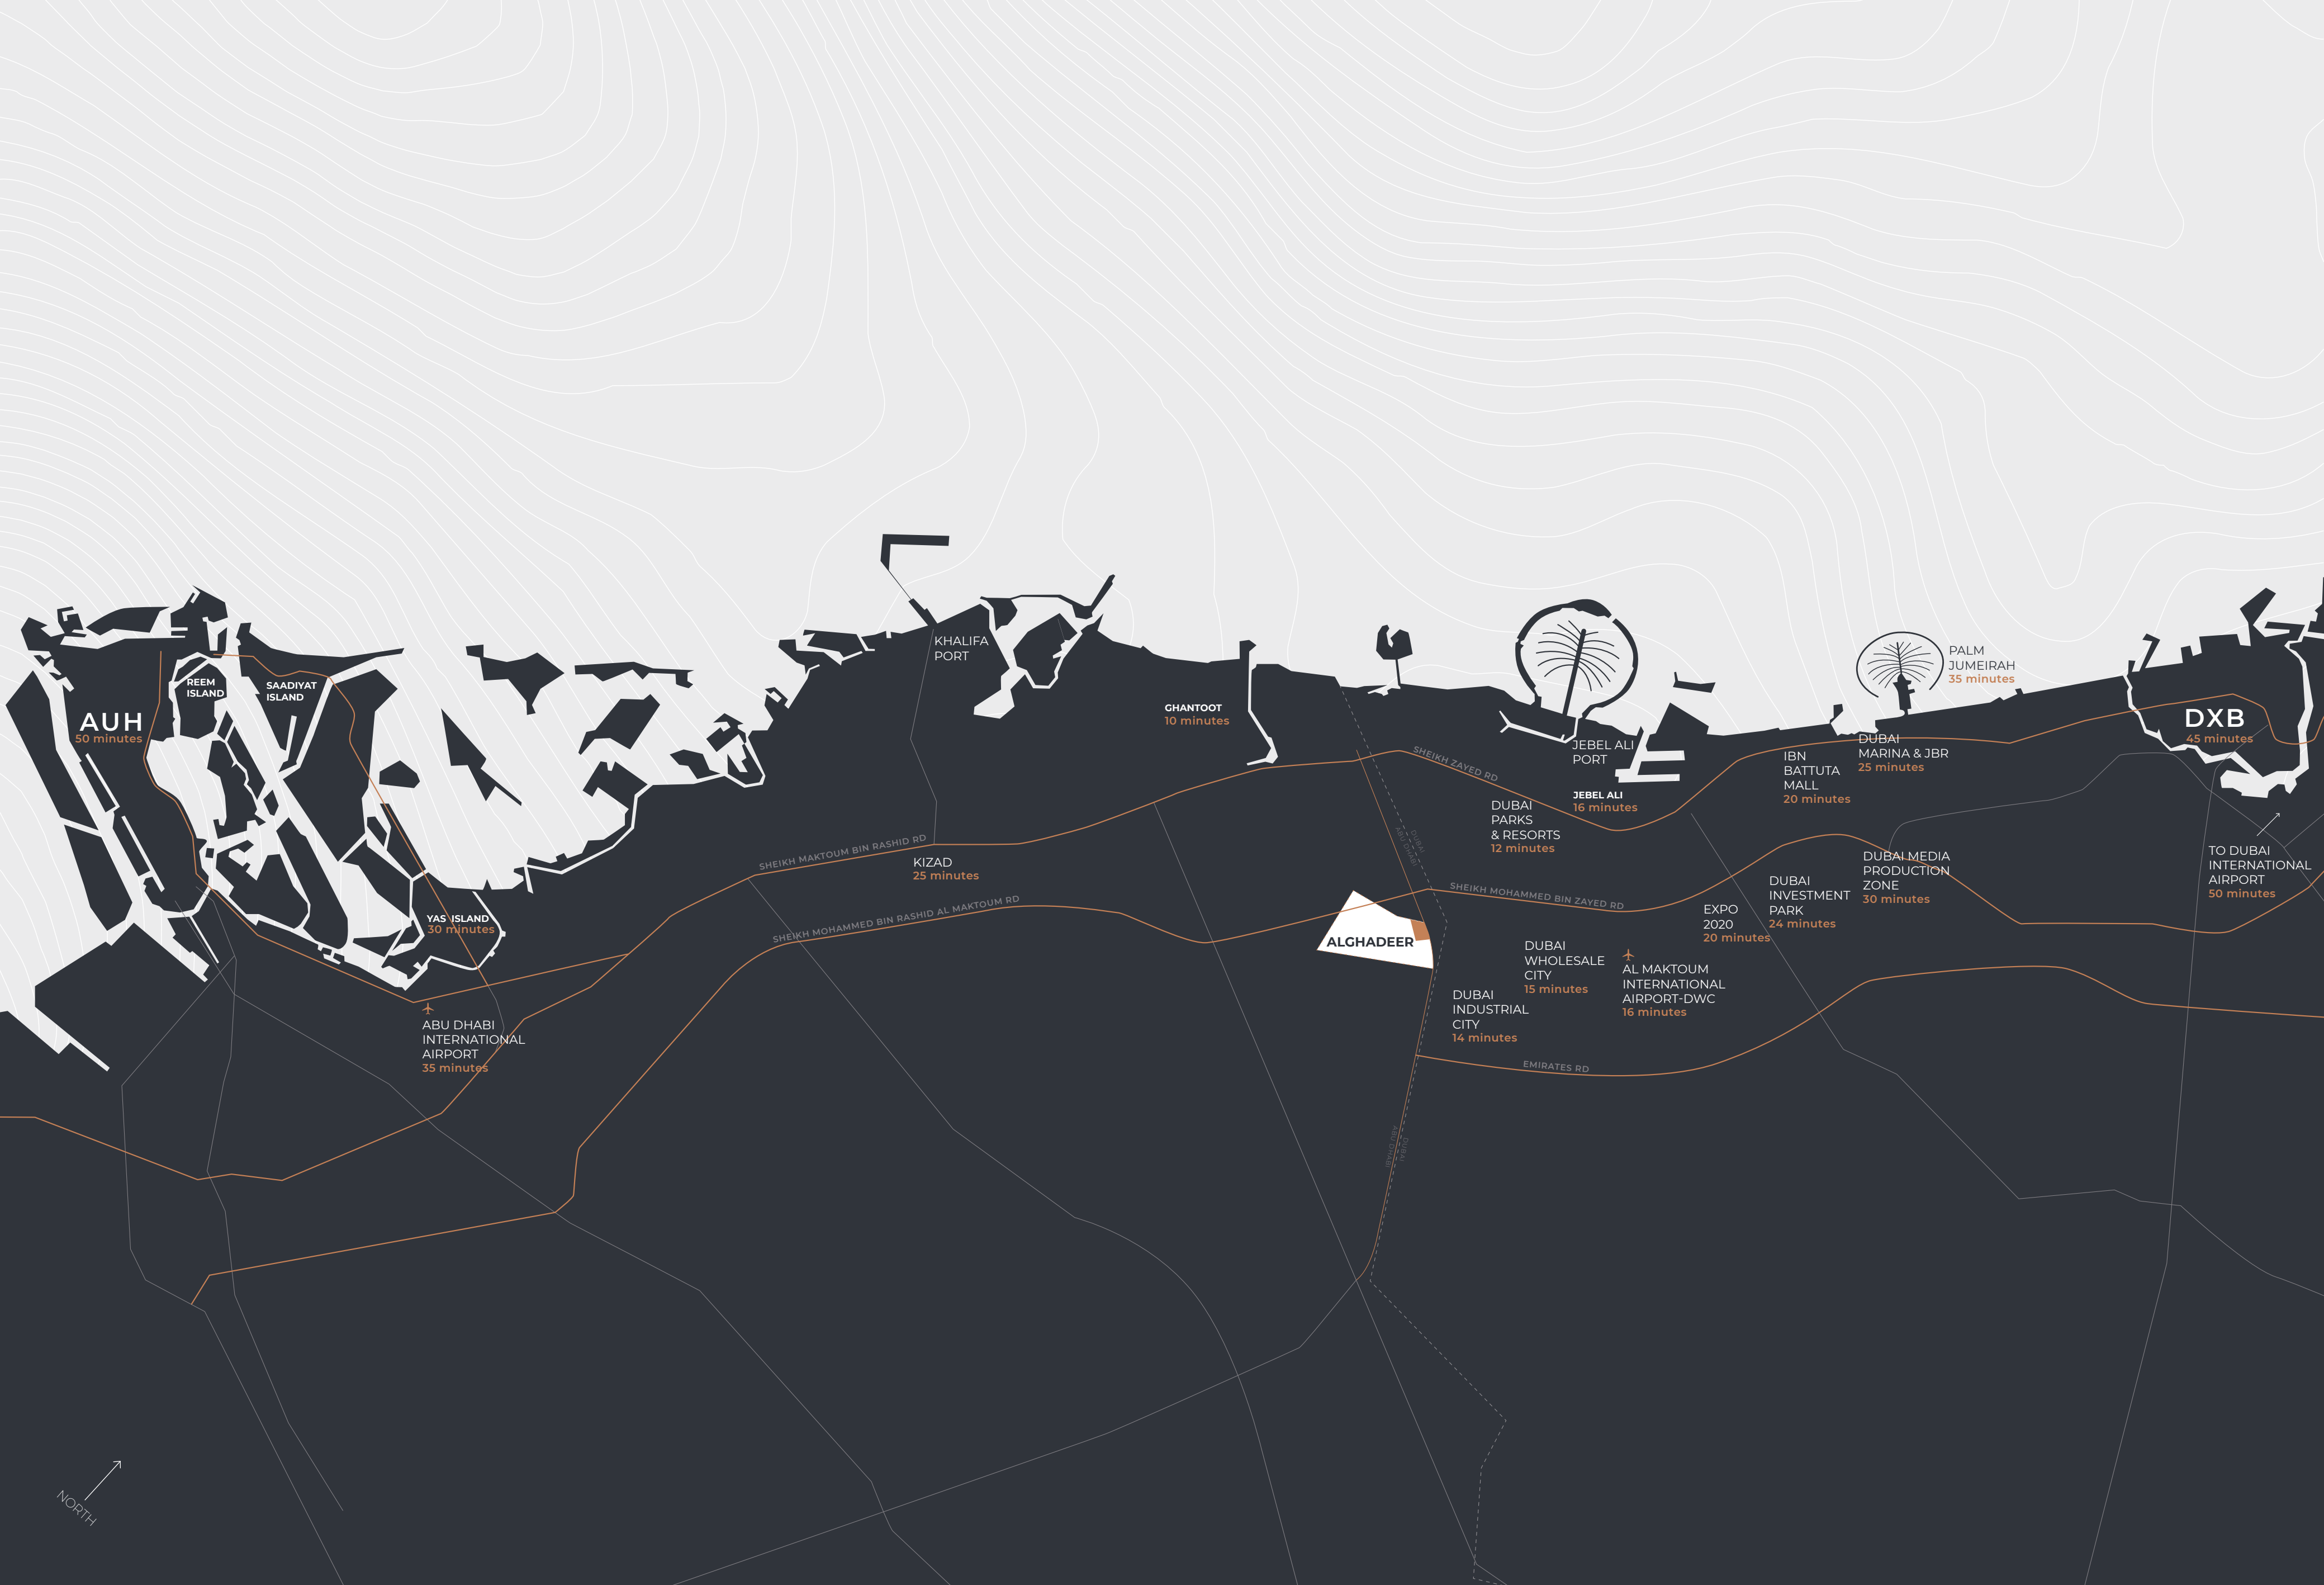 KHALIFA
PORT
PALM
JUMEIRAH
35 minutes
REEM
ISLAND
SAADIYAT
ISLAND
AUH
50 minutes
GHANTOOT
10 minutes
DXB
45 minutes
SHEIKH ZAYED RD
JEBEL ALI
PORT
JEBEL ALI
16 minutes
IBN
BATTUTA
MALL
20 minutes
DUBAI
MARINA & JBR
25 minutes
DUBAI
PARKS
& RESORTS
12 minutes
DUBAI
ABU DHABI
SHEIKH MAKTOUM BIN RASHID RD
KIZAD
25 minutes
SHEIKH MOHAMMED BIN RASHID AL MAKTOUM RD
SHEIKH MOHAMMED BIN ZAYED RD
DUBAI MEDIA
PRODUCTION
ZONE
30 minutes
TO DUBAI
INTERNATIONAL
AIRPORT
50 minutes
DUBAI
INVESTMENT
PARK
24 minutes
EXPO
2020
20 minutes
YAS ISLAND
30 minutes
ALGHADEER
DUBAI
WHOLESALE
CITY
15 minutes
AL MAKTOUM
INTERNATIONAL
AIRPORT-DWC
16 minutes
DUBAI
INDUSTRIAL
CITY
14 minutes
ABU DHABI
INTERNATIONAL
AIRPORT
35 minutes
EMIRATES RD
ABU DHABI
DUBAI
NORTH